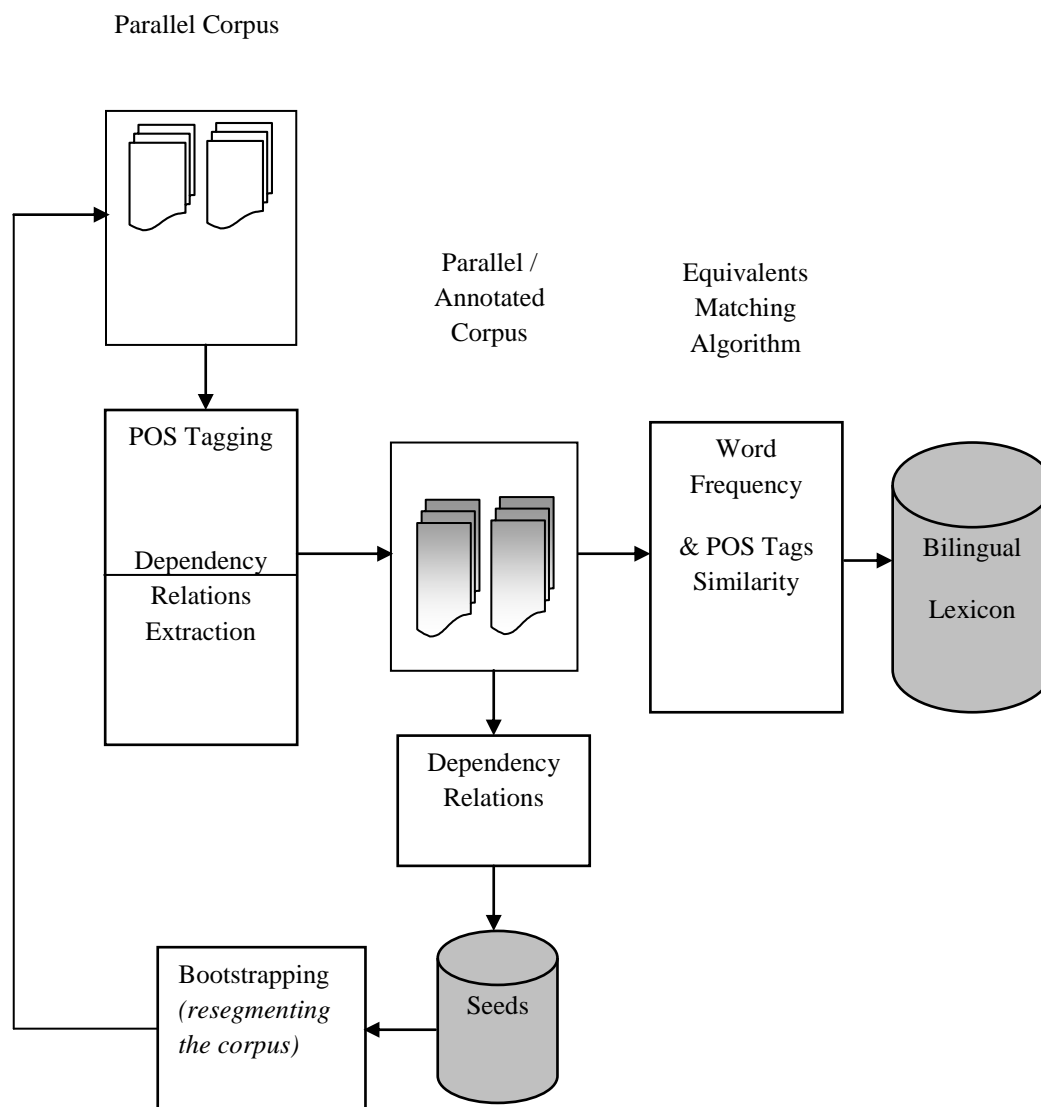 Parallel Corpus
Parallel /
Annotated
Corpus
Equivalents
Matching
Algorithm
POS Tagging
Dependency
Relations
Extraction
Word
Frequency
& POS Tags
Similarity
Bilingual
Lexicon
Dependency
Relations
Seeds
Bootstrapping
(resegmenting
the corpus)